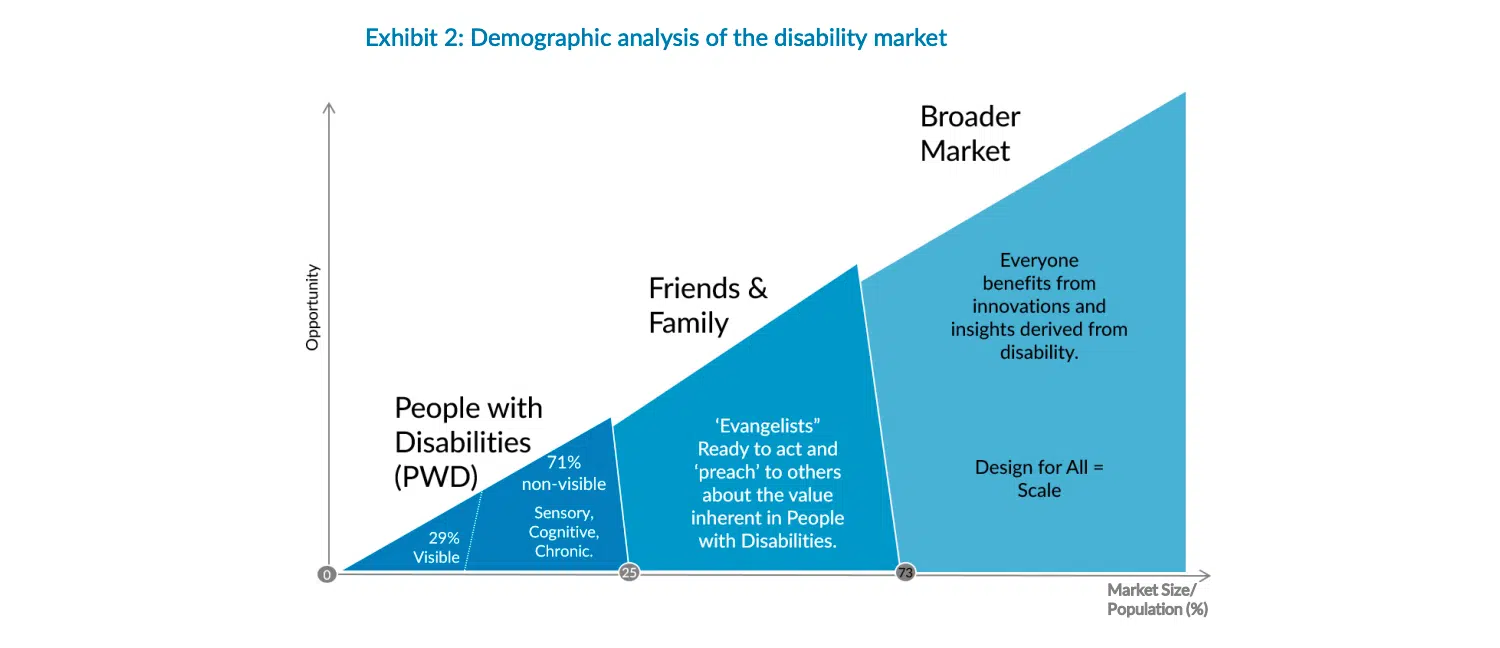 Exhibit 2: Demographic analysis of the disability market
Broader
Market
Everyone
benefits from
innovations and
insights derived from
disability.
Design for All =
Scale
Friends &
Family
‘Evangelists”
Ready to act and
‘preach’ to others
about the value
inherent in People
with Disabilities.
People with
Disabilities
(PWD)
71%
non-visible
Sensory,
Cognitive,
Chronic.
29%
Visible
Opportunity
0
25
73
Market Size/
Population (%)